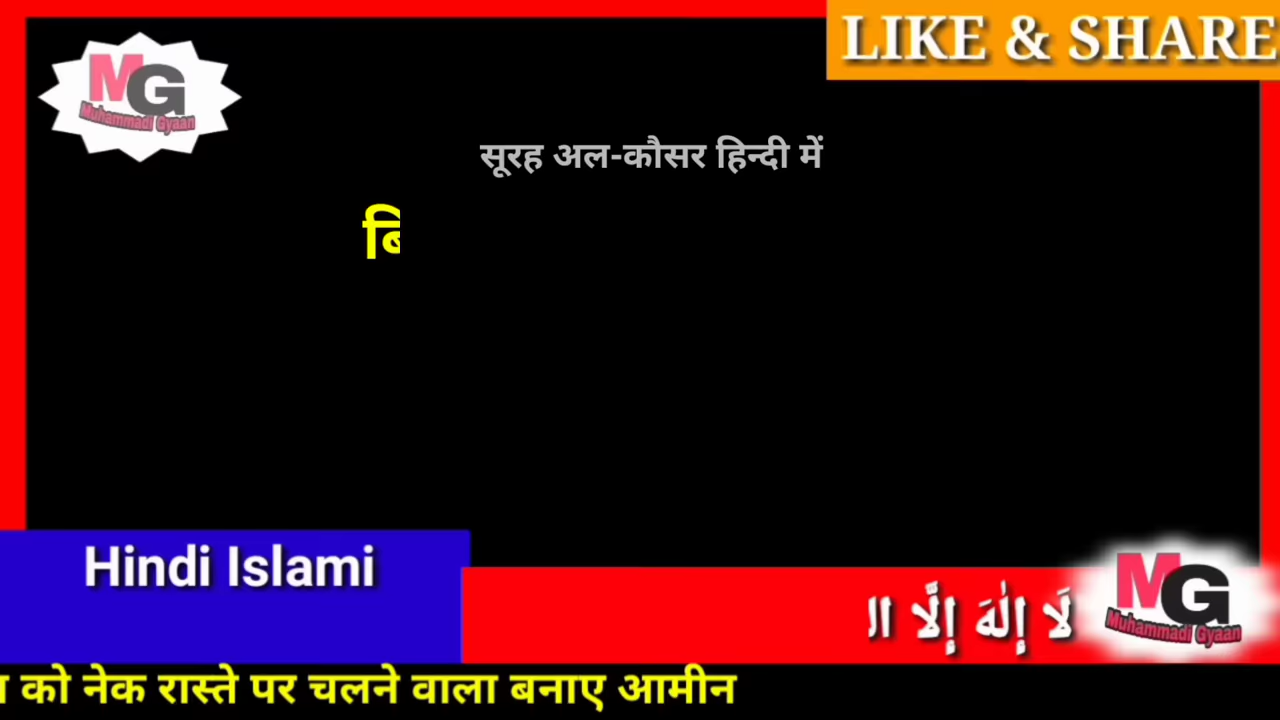 LIKE & SHARE
MG
Muhammadi Gyaan
सूरह अल-कौसर हिन्दी में
बि
Hindi Islami
لَا إِلٰهَ إِلَّا
MG
Muhammadi Gyaan
को नेक रास्ते पर चलने वाला बनाए आमीन